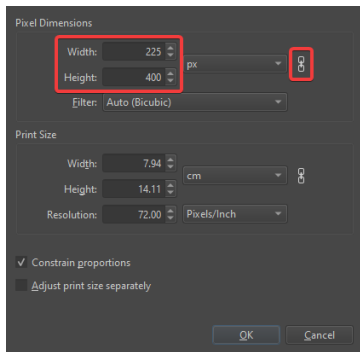 Pixel Dimensions
Width: 225
px
Height: 400
Filter: Auto (Bicubic)
Print Size
Width: 7.94
cm
Height: 14.11
Resolution: 72.00 Pixels/Inch
Constrain proportions
Adjust print size separately
OK Cancel